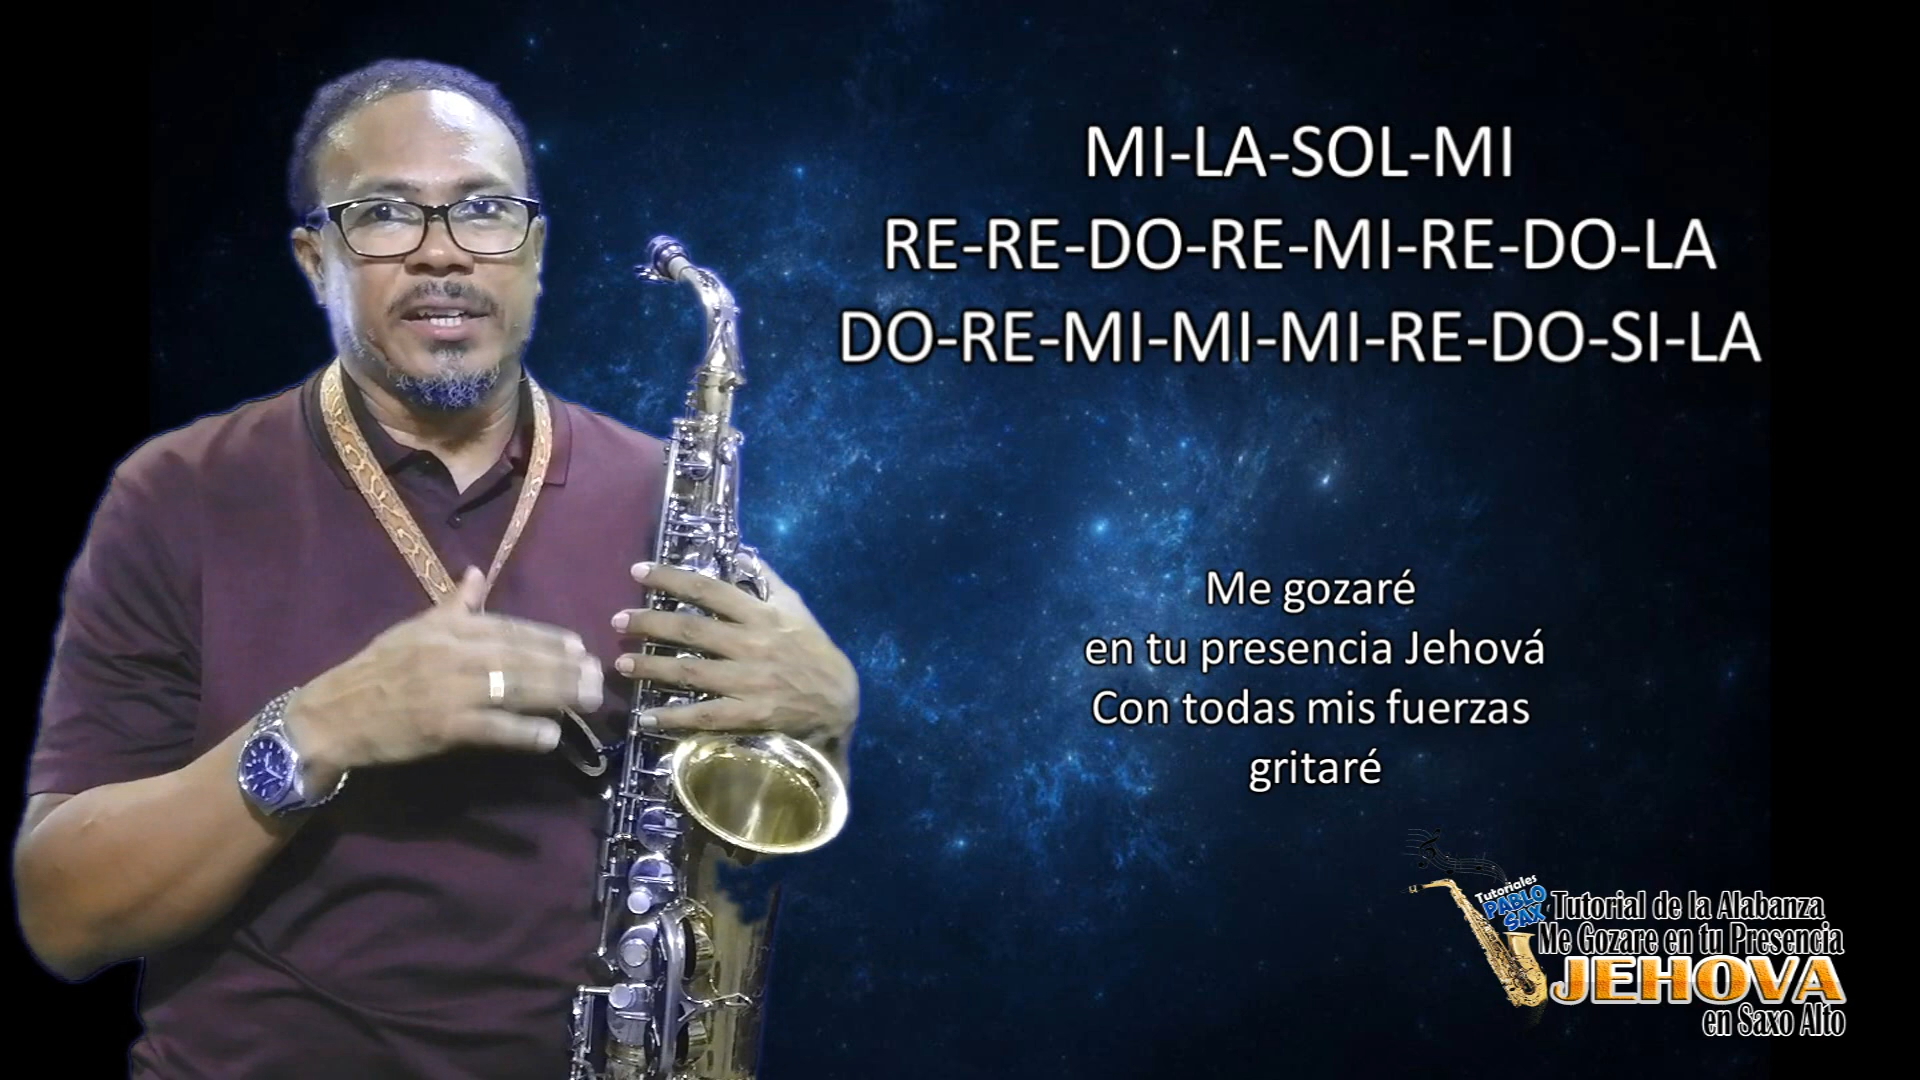 MI-LA-SOL-MI
RE-RE-DO-RE-MI-RE-DO-LA
DO-RE-MI-MI-MI-RE-DO-SI-LA
Me gozaré
en tu presencia Jehová
Con todas mis fuerzas
gritaré
Tutoriales
PABLO
SAX
Tutorial de la Alabanza
Me Gozare en tu Presencia
JEHOVA
en Saxo Alto